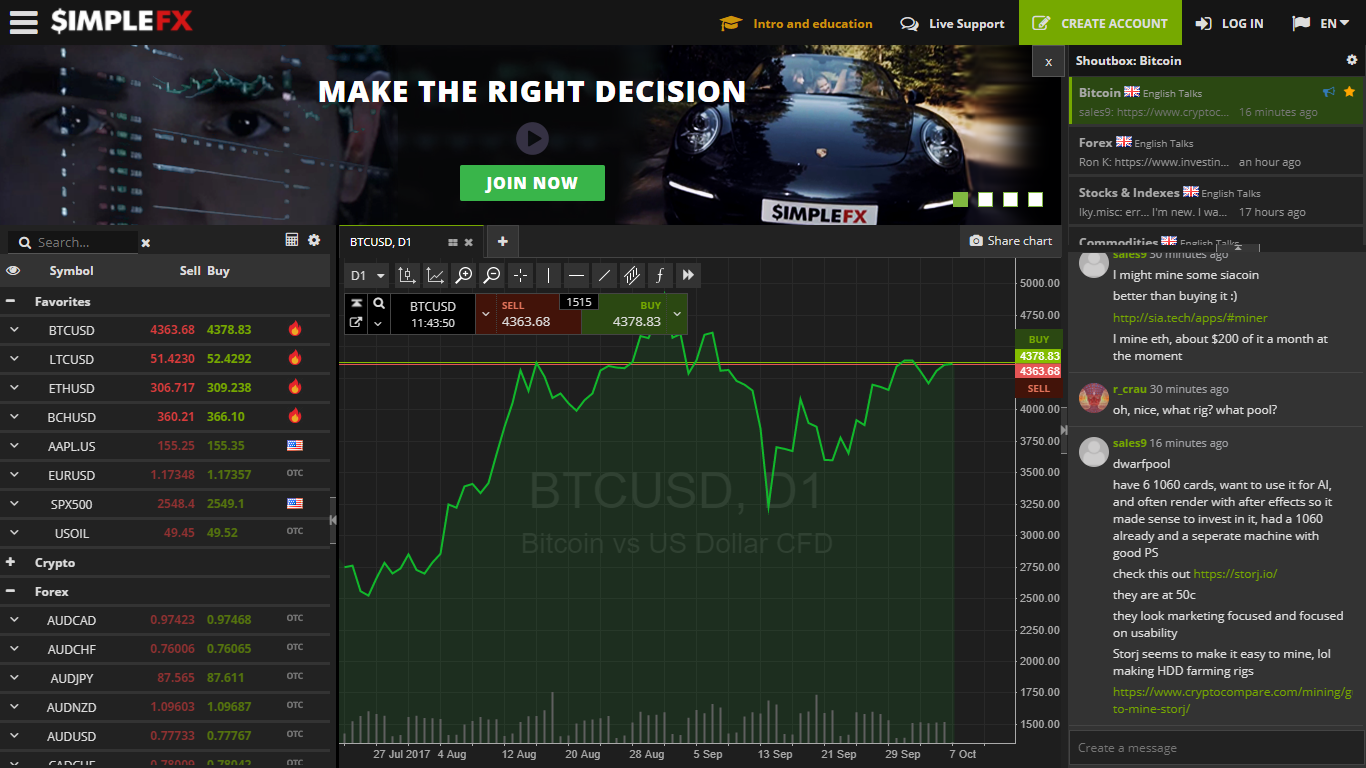 $IMPLEFX
Intro and education
Live Support
CREATE ACCOUNT
LOG IN
EN
MAKE THE RIGHT DECISION
JOIN NOW
$IMPLEFX
x
Search...
Symbol Sell Buy
Favorites
BTCUSD 4363.68 4378.83
LTCUSD 51.4230 52.4292
ETHUSD 306.717 309.238
BCHUSD 360.21 366.10
AAPL.US 155.25 155.35
EURUSD 1.17348 1.17357 OTC
SPX500 2548.4 2549.1
USOIL 49.45 49.52 OTC
Crypto
Forex
AUDCAD 0.97423 0.97468 OTC
AUDCHF 0.76006 0.76065 OTC
AUDJPY 87.565 87.611 OTC
AUDNZD 1.09603 1.09687 OTC
AUDUSD 0.77733 0.77767 OTC
BTCUSD, D1
+
Share chart
D1
BTCUSD
11:43:50
SELL
4363.68
1515
BUY
4378.83
BTCUSD, D1
Bitcoin vs US Dollar CFD
5000.00
4750.00
BUY
4378.83
4363.68
SELL
4000.00
3750.00
3500.00
3250.00
3000.00
2750.00
2500.00
2250.00
2000.00
1750.00
1500.00
27 Jul 2017 4 Aug 12 Aug 20 Aug 28 Aug 5 Sep 13 Sep 21 Sep 29 Sep 7 Oct
Shoutbox: Bitcoin
Bitcoin English Talks
sales9: https://www.cryptoc... 16 minutes ago
Forex English Talks
Ron K: https://www.investin... an hour ago
Stocks & Indexes English Talks
lky.misc: err... I'm new. I wa... 17 hours ago
Commodities English Talks
sales9 30 minutes ago
I might mine some siacoin
better than buying it :)
http://sia.tech/apps/#miner
I mine eth, about $200 of it a month at
the moment
r_crau 30 minutes ago
oh, nice, what rig? what pool?
sales9 16 minutes ago
dwarfpool
have 6 1060 cards, want to use it for AI,
and often render with after effects so it
made sense to invest in it, had a 1060
already and a seperate machine with
good PS
check this out https://storj.io/
they are at 50c
they look marketing focused and focused
on usability
Storj seems to make it easy to mine, lol
making HDD farming rigs
https://www.cryptocompare.com/mining/g
to-mine-storj/
Create a message